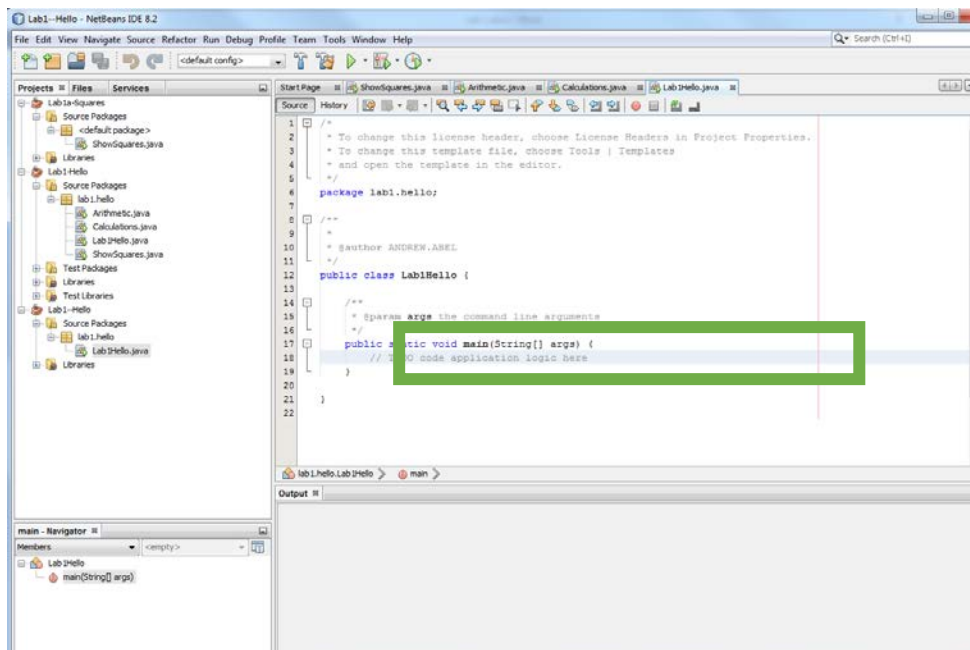 Lab1--Hello - NetBeans IDE 8.2
File Edit View Navigate Source Refactor Run Debug Profile Team Tools Window Help
Search (Ctrl+I)
<default config>
Projects Files Services
Lab1a-Squares
Source Packages
<default package>
ShowSquares.java
Libraries
Lab1-Hello
Source Packages
lab1.hello
Arithmetic.java
Calculations.java
Lab1Hello.java
ShowSquares.java
Test Packages
Libraries
Test Libraries
Lab1--Hello
Source Packages
lab1.hello
Lab1Hello.java
Libraries
Start Page ShowSquares.java Arithmetic.java Calculations.java Lab1Hello.java
Source History
1 /*
2 * To change this license header, choose License Headers in Project Properties.
3 * To change this template file, choose Tools | Templates
4 * and open the template in the editor.
5 */
6 package lab1.hello;
7
8 /**
9 *
10 * @author ANDREW.ABEL
11 */
12 public class Lab1Hello {
13
14 /**
15 * @param args the command line arguments
16 */
17 public static void main(String[] args) {
18 // TODO code application logic here
19 }
20
21 }
22
lab1.hello.Lab1Hello main
Output
main - Navigator
Members <empty>
Lab1Hello
main(String[] args)